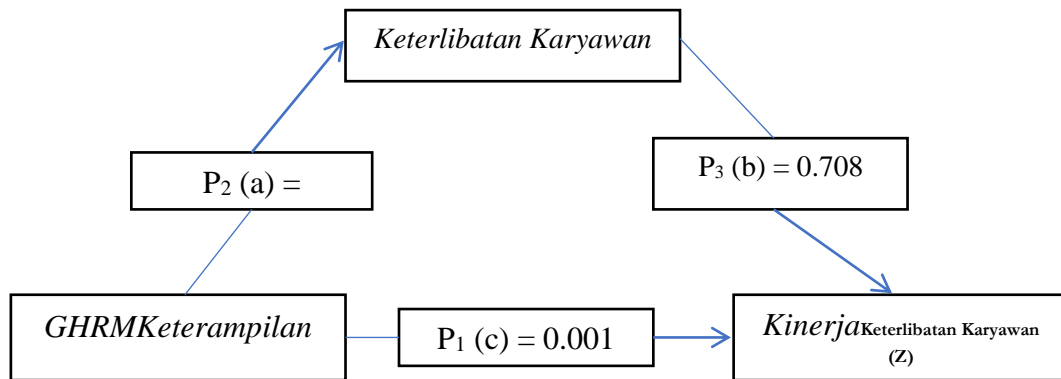 Keterlibatan Karyawan
P₂ (a) =
P₃ (b) = 0.708
GHRMKeterampilan
P₁ (c) = 0.001
KinerjaKeterlibatan Karyawan
(Z)